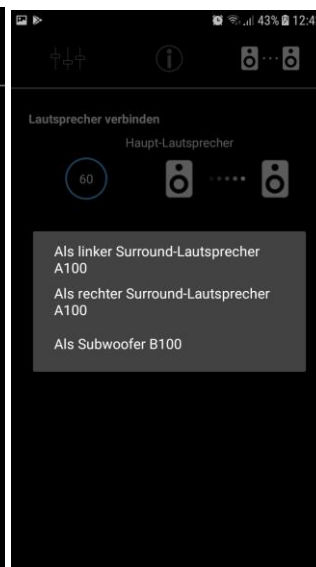 43% 12:4
Lautsprecher verbinden
Haupt-Lautsprecher
60
Als linker Surround-Lautsprecher
A100
Als rechter Surround-Lautsprecher
A100
Als Subwoofer B100